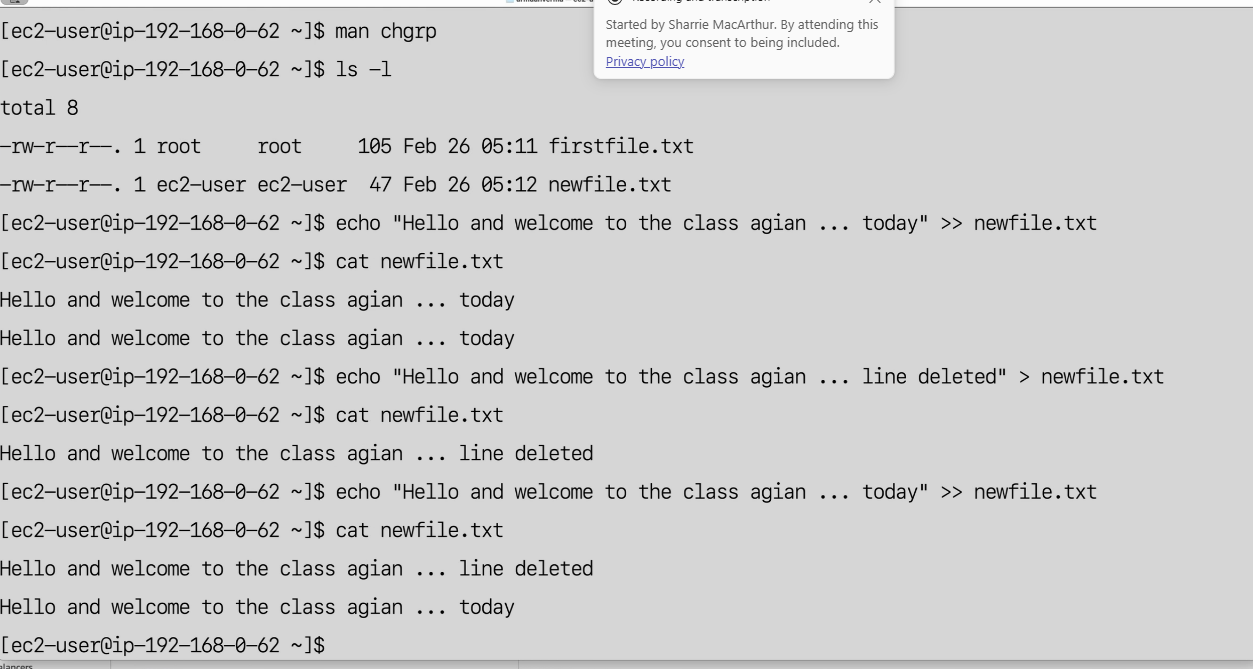 Started by Sharrie MacArthur. By attending this
meeting, you consent to being included.
Privacy policy
[ec2-user@ip-192-168-0-62 ~]$ man chgrp
[ec2-user@ip-192-168-0-62 ~]$ ls -l
total 8
-rw-r--r--. 1 root     root     105 Feb 26 05:11 firstfile.txt
-rw-r--r--. 1 ec2-user ec2-user  47 Feb 26 05:12 newfile.txt
[ec2-user@ip-192-168-0-62 ~]$ echo "Hello and welcome to the class agian ... today" >> newfile.txt
[ec2-user@ip-192-168-0-62 ~]$ cat newfile.txt
Hello and welcome to the class agian ... today
Hello and welcome to the class agian ... today
[ec2-user@ip-192-168-0-62 ~]$ echo "Hello and welcome to the class agian ... line deleted" > newfile.txt
[ec2-user@ip-192-168-0-62 ~]$ cat newfile.txt
Hello and welcome to the class agian ... line deleted
[ec2-user@ip-192-168-0-62 ~]$ echo "Hello and welcome to the class agian ... today" >> newfile.txt
[ec2-user@ip-192-168-0-62 ~]$ cat newfile.txt
Hello and welcome to the class agian ... line deleted
Hello and welcome to the class agian ... today
[ec2-user@ip-192-168-0-62 ~]$